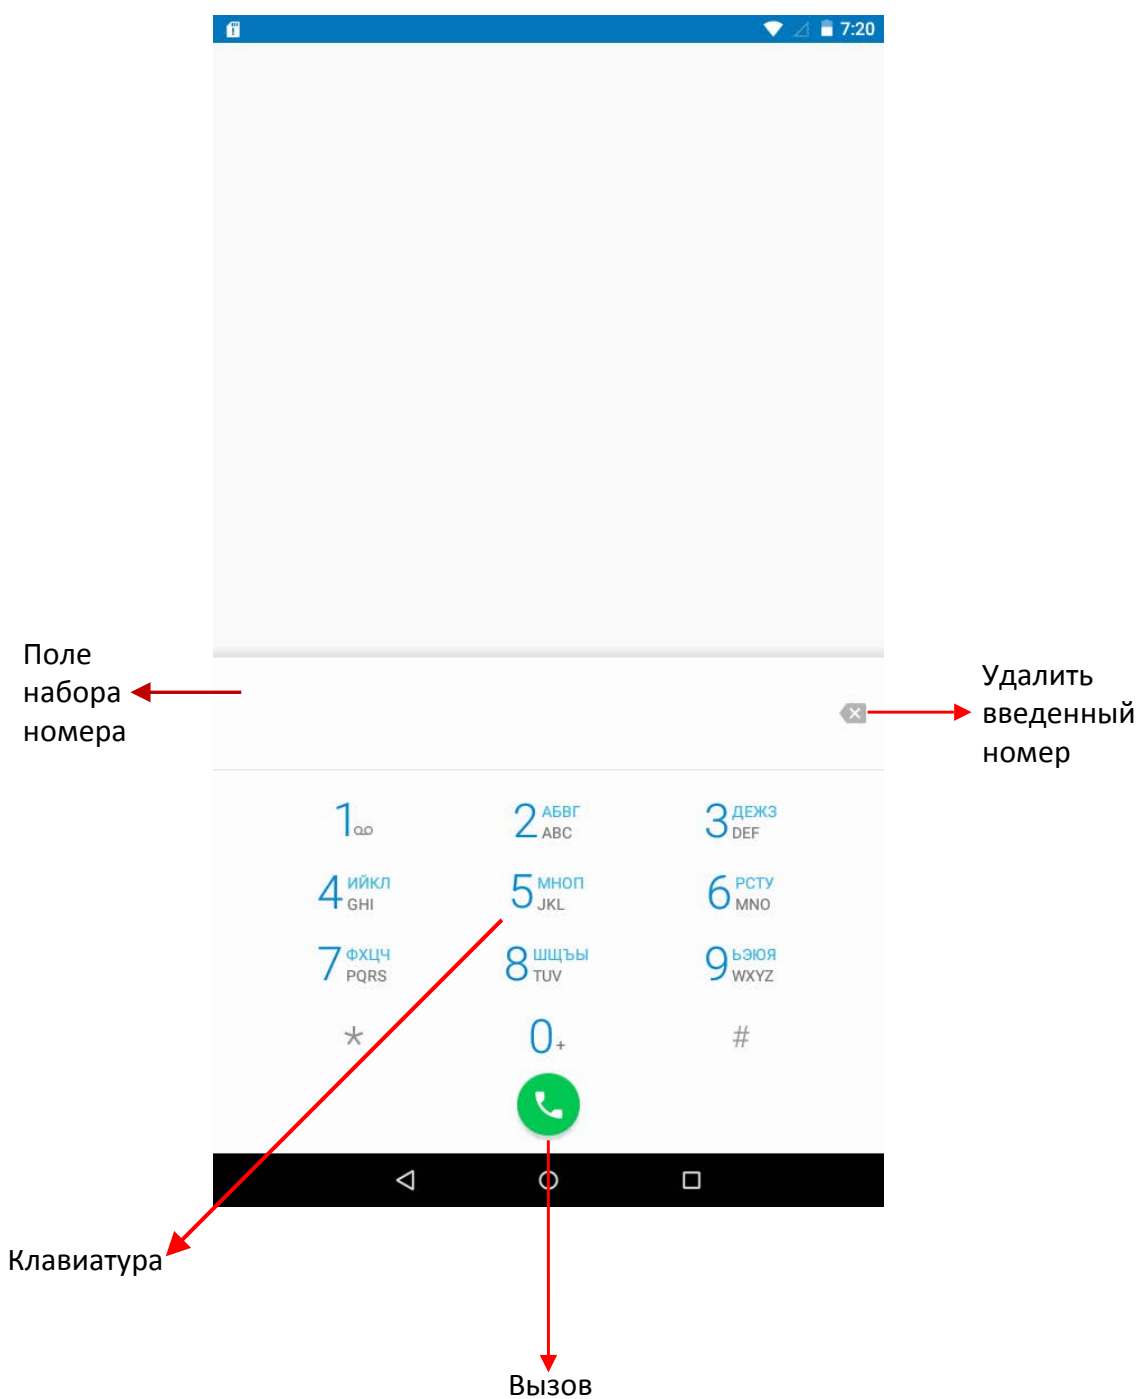 7:20
Поле
набора
номера
Удалить
введенный
номер
1
2 АБВГ
ABC
3 ДЕЖЗ
DEF
4 ИЙКЛ
GHI
5 МНОП
JKL
6 РСТУ
MNO
7 ФХЦЧ
PQRS
8 ШЩЪЫ
TUV
9 ЬЭЮЯ
WXYZ
*
0 +
#
Клавиатура
Вызов